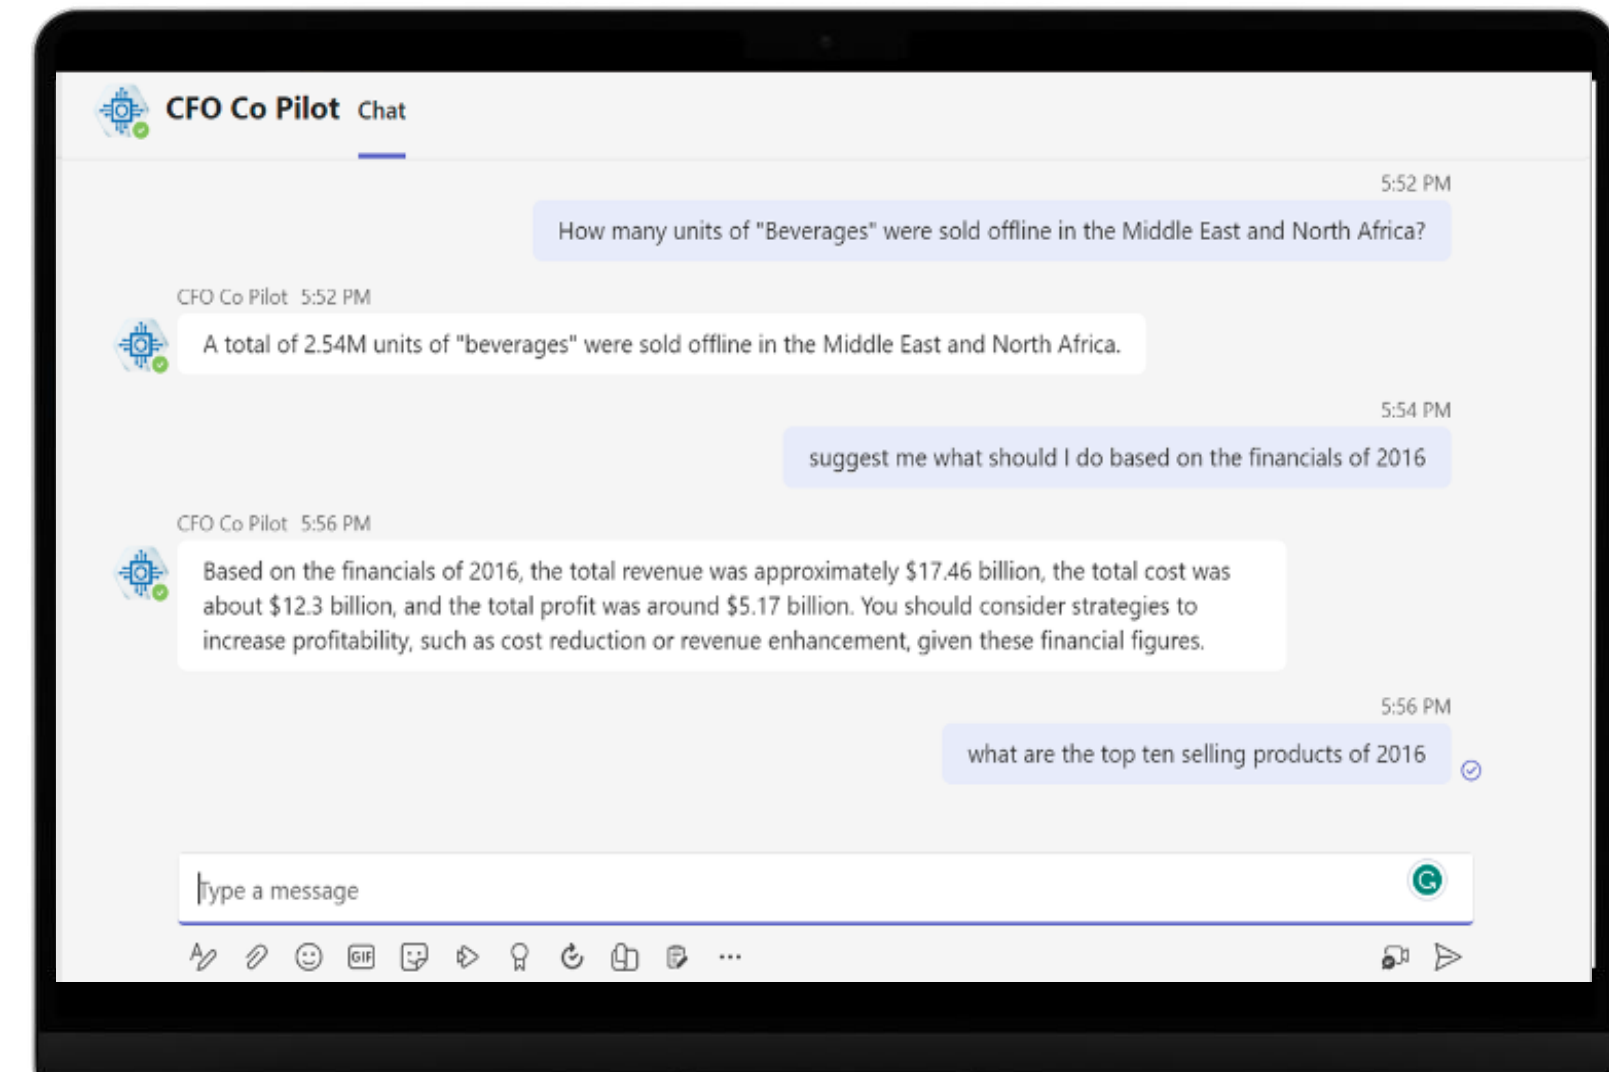 CFO Co Pilot Chat
5:52 PM
How many units of "Beverages" were sold offline in the Middle East and North Africa?
CFO Co Pilot 5:52 PM
A total of 2.54M units of "beverages" were sold offline in the Middle East and North Africa.
5:54 PM
suggest me what should I do based on the financials of 2016
CFO Co Pilot 5:56 PM
Based on the financials of 2016, the total revenue was approximately $17.46 billion, the total cost was
about $12.3 billion, and the total profit was around $5.17 billion. You should consider strategies to
increase profitability, such as cost reduction or revenue enhancement, given these financial figures.
5:56 PM
what are the top ten selling products of 2016
Type a message
GIF